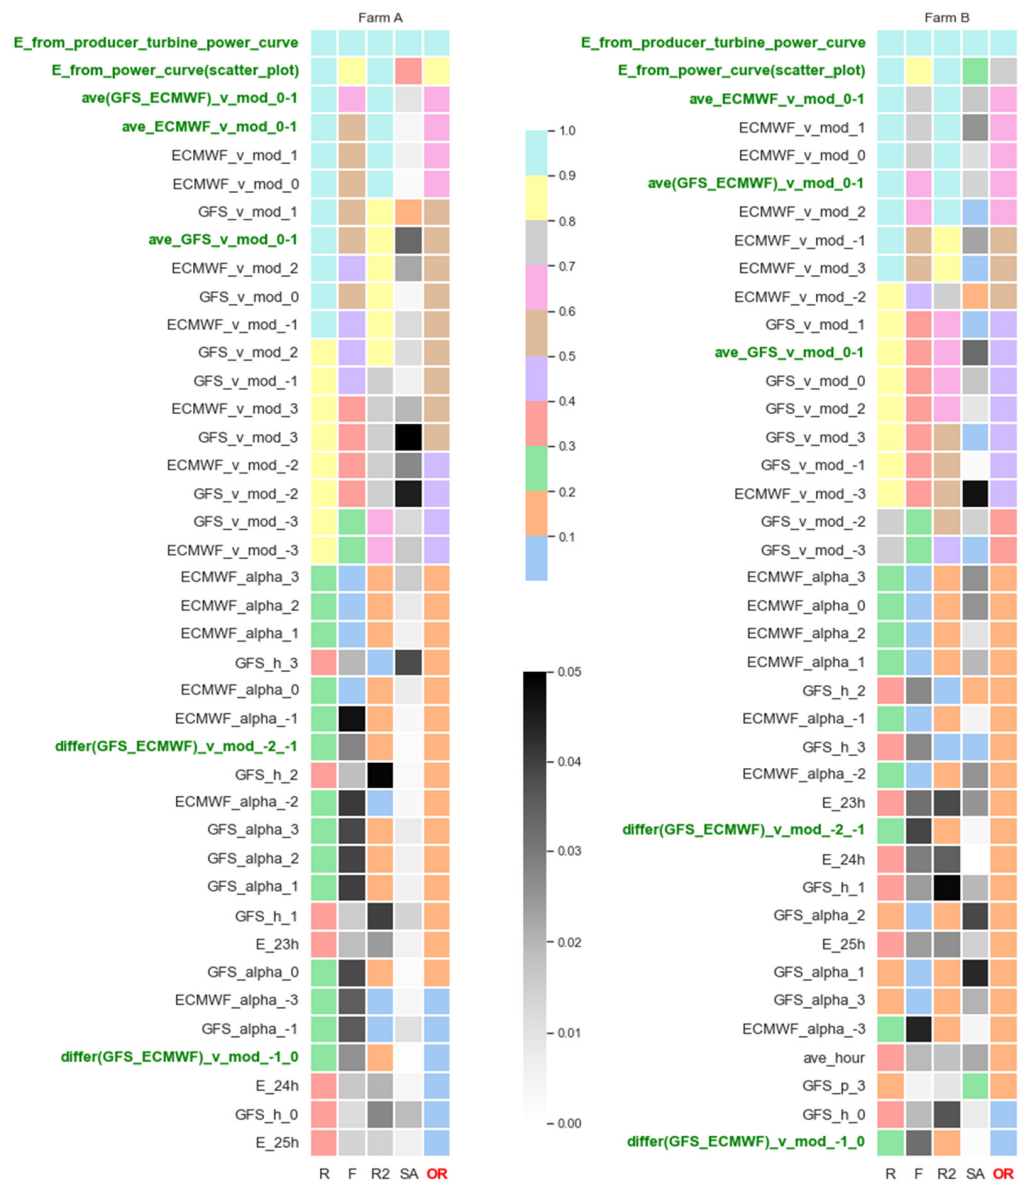 Farm A
E_from_producer_turbine_power_curve
E_from_power_curve(scatter_plot)
ave(GFS_ECMWF)_v_mod_0-1
ave_ECMWF_v_mod_0-1
ECMWF_v_mod_1
ECMWF_v_mod_0
GFS_v_mod_1
ave_GFS_v_mod_0-1
ECMWF_v_mod_2
GFS_v_mod_0
ECMWF_v_mod_-1
GFS_v_mod_2
GFS_v_mod_-1
ECMWF_v_mod_3
GFS_v_mod_3
ECMWF_v_mod_-2
GFS_v_mod_-2
GFS_v_mod_-3
ECMWF_v_mod_-3
ECMWF_alpha_3
ECMWF_alpha_2
ECMWF_alpha_1
GFS_h_3
ECMWF_alpha_0
ECMWF_alpha_-1
differ(GFS_ECMWF)_v_mod_-2_-1
GFS_h_2
ECMWF_alpha_-2
GFS_alpha_3
GFS_alpha_2
GFS_alpha_1
GFS_h_1
E_23h
GFS_alpha_0
ECMWF_alpha_-3
GFS_alpha_-1
differ(GFS_ECMWF)_v_mod_-1_0
E_24h
GFS_h_0
E_25h
R F R2 SA OR
1.0
0.9
0.8
0.7
0.6
0.5
0.4
0.3
0.2
0.1
0.05
0.04
0.03
0.02
0.01
0.00
Farm B
E_from_producer_turbine_power_curve
E_from_power_curve(scatter_plot)
ave_ECMWF_v_mod_0-1
ECMWF_v_mod_1
ECMWF_v_mod_0
ave(GFS_ECMWF)_v_mod_0-1
ECMWF_v_mod_2
ECMWF_v_mod_-1
ECMWF_v_mod_3
ECMWF_v_mod_-2
GFS_v_mod_1
ave_GFS_v_mod_0-1
GFS_v_mod_0
GFS_v_mod_2
GFS_v_mod_3
GFS_v_mod_-1
ECMWF_v_mod_-3
GFS_v_mod_-2
GFS_v_mod_-3
ECMWF_alpha_3
ECMWF_alpha_0
ECMWF_alpha_2
ECMWF_alpha_1
GFS_h_2
ECMWF_alpha_-1
GFS_h_3
ECMWF_alpha_-2
E_23h
differ(GFS_ECMWF)_v_mod_-2_-1
E_24h
GFS_h_1
GFS_alpha_2
E_25h
GFS_alpha_1
GFS_alpha_3
ECMWF_alpha_-3
ave_hour
GFS_p_3
GFS_h_0
differ(GFS_ECMWF)_v_mod_-1_0
R F R2 SA OR